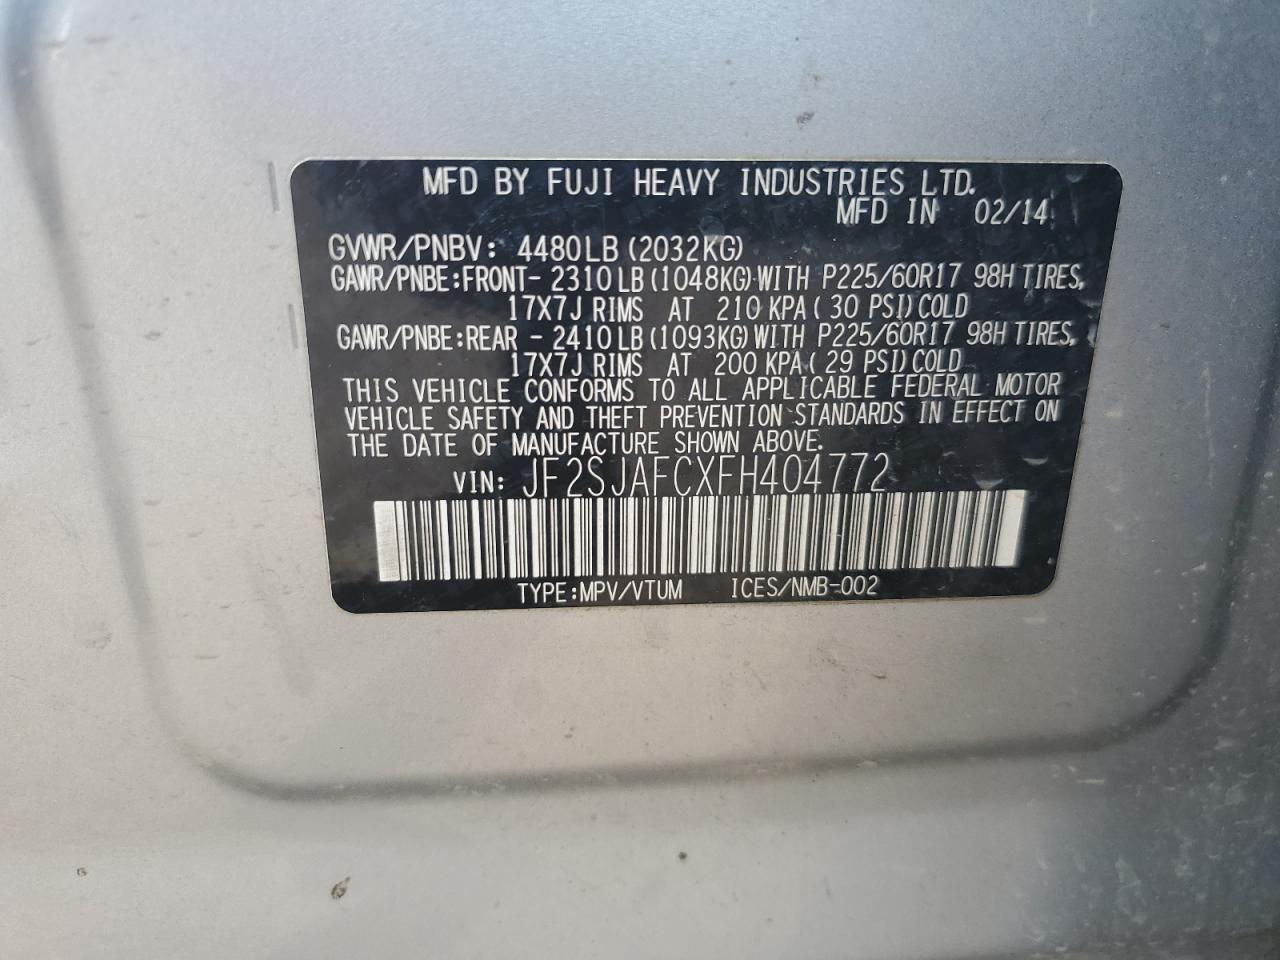 MFD BY FUJI HEAVY INDUSTRIES LTD.
MFD IN 02/14
GVWR/PNBV: 4480LB (2032KG)
GAWR/PNBE:FRONT- 2310LB (1048KG) WITH P225/60R17 98H TIRES,
17X7J RIMS AT 210 KPA( 30 PSI) COLD
GAWR/PNBE:REAR - 2410LB (1093KG) WITH P225/60R17 98H TIRES,
17X7J RIMS AT 200 KPA( 29 PSI) COLD
THIS VEHICLE CONFORMS TO ALL APPLICABLE FEDERAL MOTOR
VEHICLE SAFETY AND THEFT PREVENTION STANDARDS IN EFFECT ON
THE DATE OF MANUFACTURE SHOWN ABOVE.
VIN: JF2SJAFCXFH404772
TYPE:MPV/VTUM ICES/NMB-002